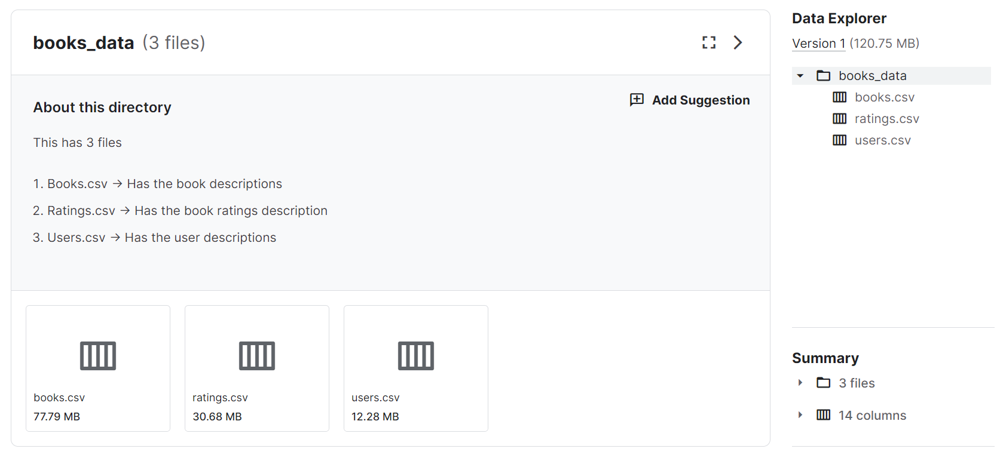 books_data (3 files)
About this directory
Add Suggestion
This has 3 files
1. Books.csv → Has the book descriptions
2. Ratings.csv → Has the book ratings description
3. Users.csv → Has the user descriptions
books.csv
77.79 MB
ratings.csv
30.68 MB
users.csv
12.28 MB
Data Explorer
Version 1 (120.75 MB)
books_data
books.csv
ratings.csv
users.csv
Summary
3 files
14 columns